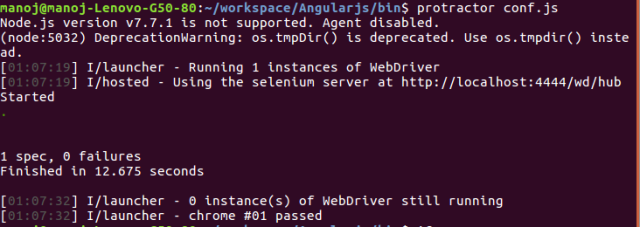 manoj@manoj-Lenovo-G50-80:~/workspace/Angularjs/bin$ protractor conf.js
Node.js version v7.7.1 is not supported. Agent disabled.
(node:5032) DeprecationWarning: os.tmpDir() is deprecated. Use os.tmpdir() inste
ad.
[01:07:19] I/launcher - Running 1 instances of WebDriver
[01:07:19] I/hosted - Using the selenium server at http://localhost:4444/wd/hub
Started
.
1 spec, 0 failures
Finished in 12.675 seconds
[01:07:32] I/launcher - 0 instance(s) of WebDriver still running
[01:07:32] I/launcher - chrome #01 passed